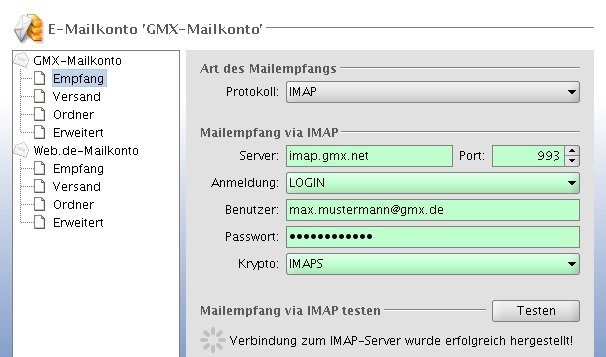 E-Mailkonto 'GMX-Mailkonto'
GMX-Mailkonto
Empfang
Versand
Ordner
Erweitert
Web.de-Mailkonto
Empfang
Versand
Ordner
Erweitert
Art des Mailempfangs
Protokoll: IMAP
Mailempfang via IMAP
Server: imap.gmx.net Port: 993
Anmeldung: LOGIN
Benutzer: max.mustermann@gmx.de
Passwort: ••••••••••••
Krypto: IMAPS
Mailempfang via IMAP testen Testen
Verbindung zum IMAP-Server wurde erfolgreich hergestellt!